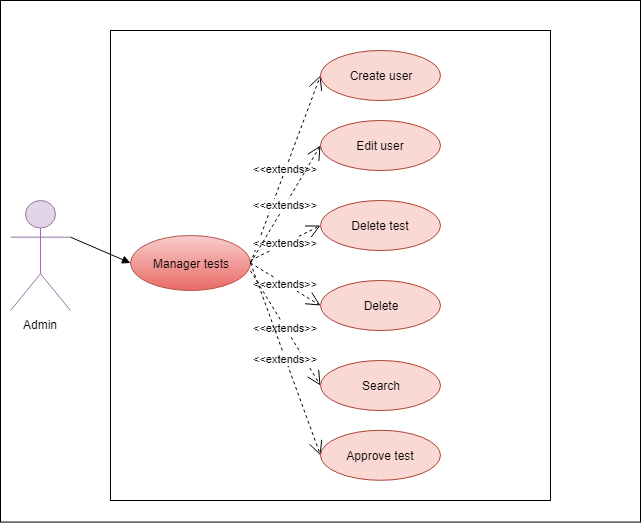 Create user
Edit user
<<extends>>
<<extends>>
Delete test
<<extends>>
Manager tests
<<extends>>
Delete
Admin
<<extends>>
<<extends>>
Search
Approve test